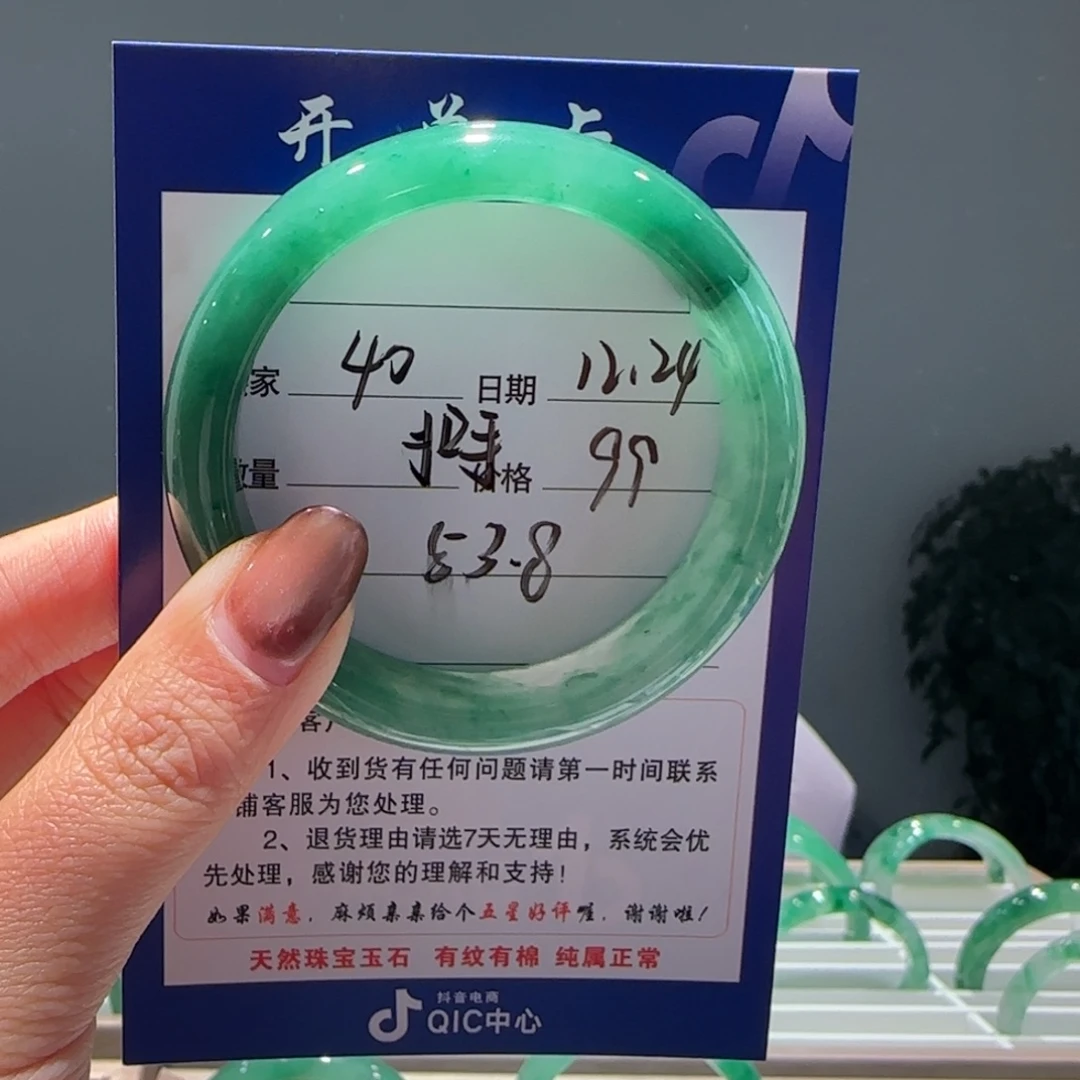 开单卡
家 40 日期 12.24
量 价格 99
53.8
客
1、收到货有任何问题请第一时间联系
铺客服为您处理。
2、退货理由请选7天无理由，系统会优
先处理，感谢您的理解和支持！
如果满意，麻烦亲亲给个五星好评喔，谢谢啦！
天然珠宝玉石 有纹有棉 纯属正常
抖音电商
QIC中心